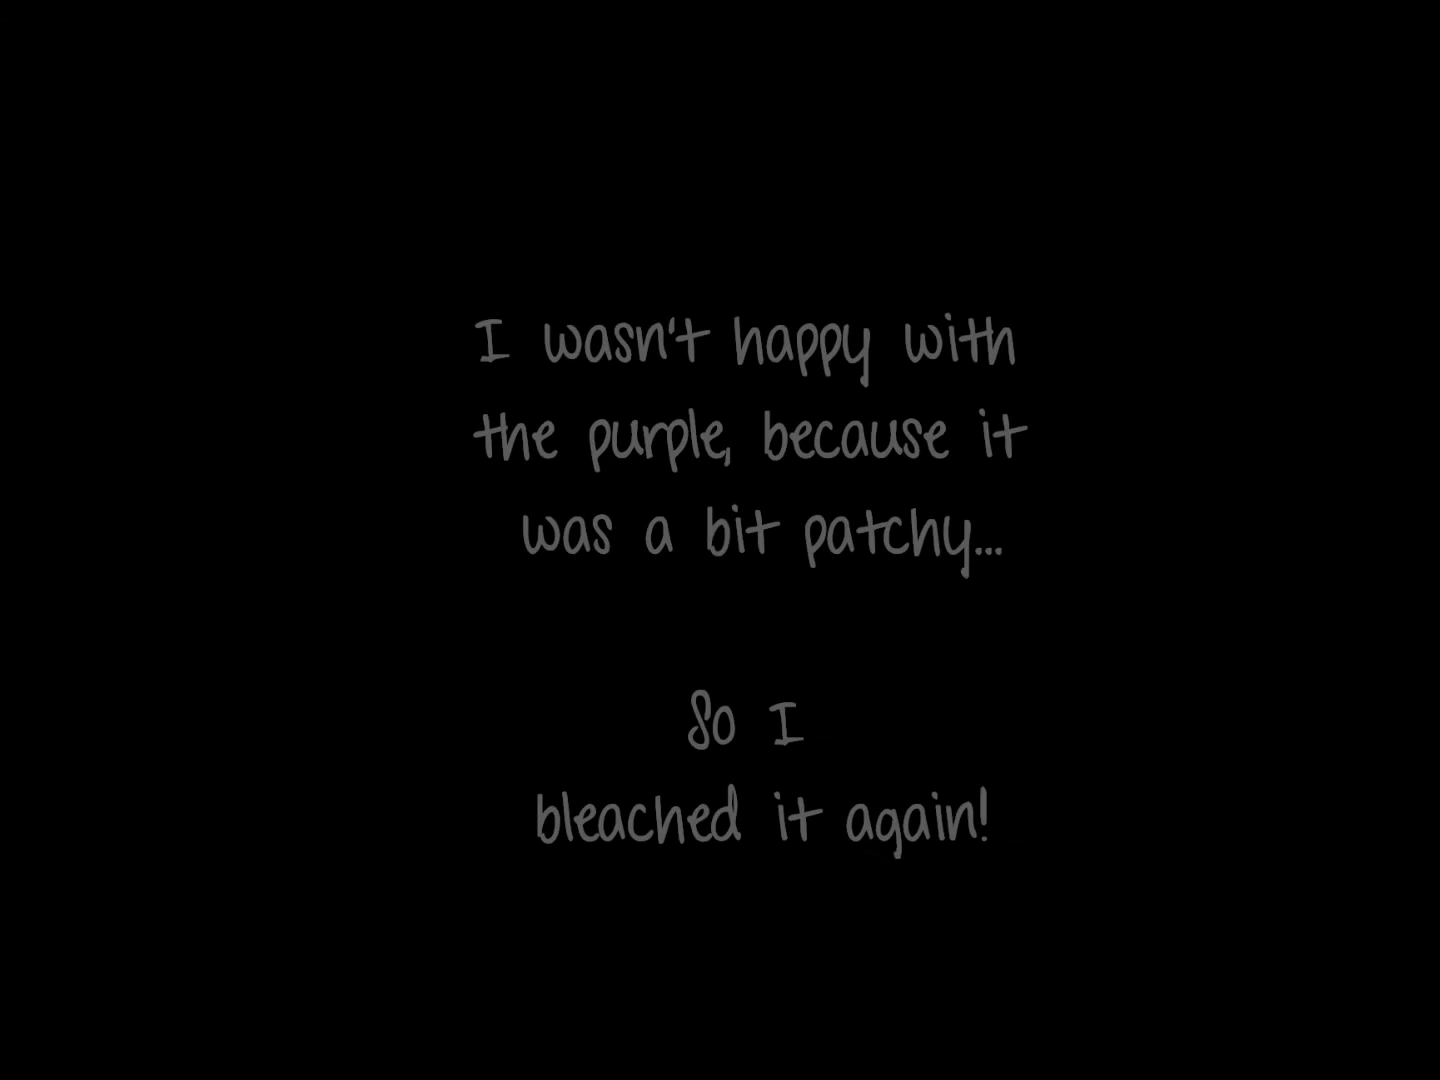 I wasn't happy with
the purple, because it
was a bit patchy...
So I
bleached it again!